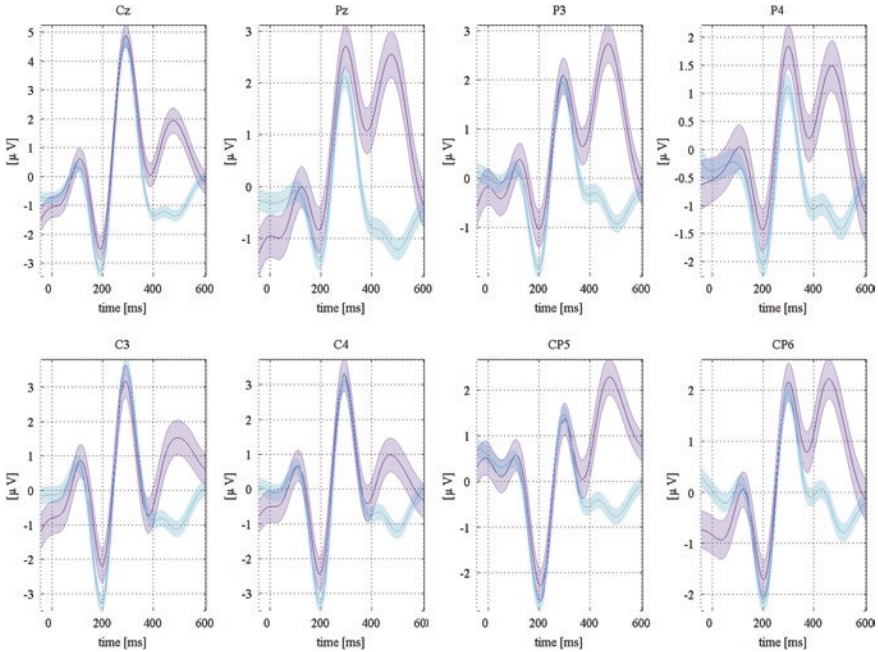 Cz Pz P3 P4
5 4 3 2 1 0 -1 -2 -3
[μ V]
0 200 400 600
time [ms]
3 2 1 0 -1
[μ V]
0 200 400 600
time [ms]
3 2 1 0 -1
[μ V]
0 200 400 600
time [ms]
2 1.5 1 0.5 0 -0.5 -1 -1.5 -2
[μ V]
0 200 400 600
time [ms]
C3 C4 CP5 CP6
3 2 1 0 -1 -2 -3
[μ V]
0 200 400 600
time [ms]
3 2 1 0 -1 -2 -3
[μ V]
0 200 400 600
time [ms]
2 1 0 -1 -2
[μ V]
0 200 400 600
time [ms]
3 2 1 0 -1 -2
[μ V]
0 200 400 600
time [ms]